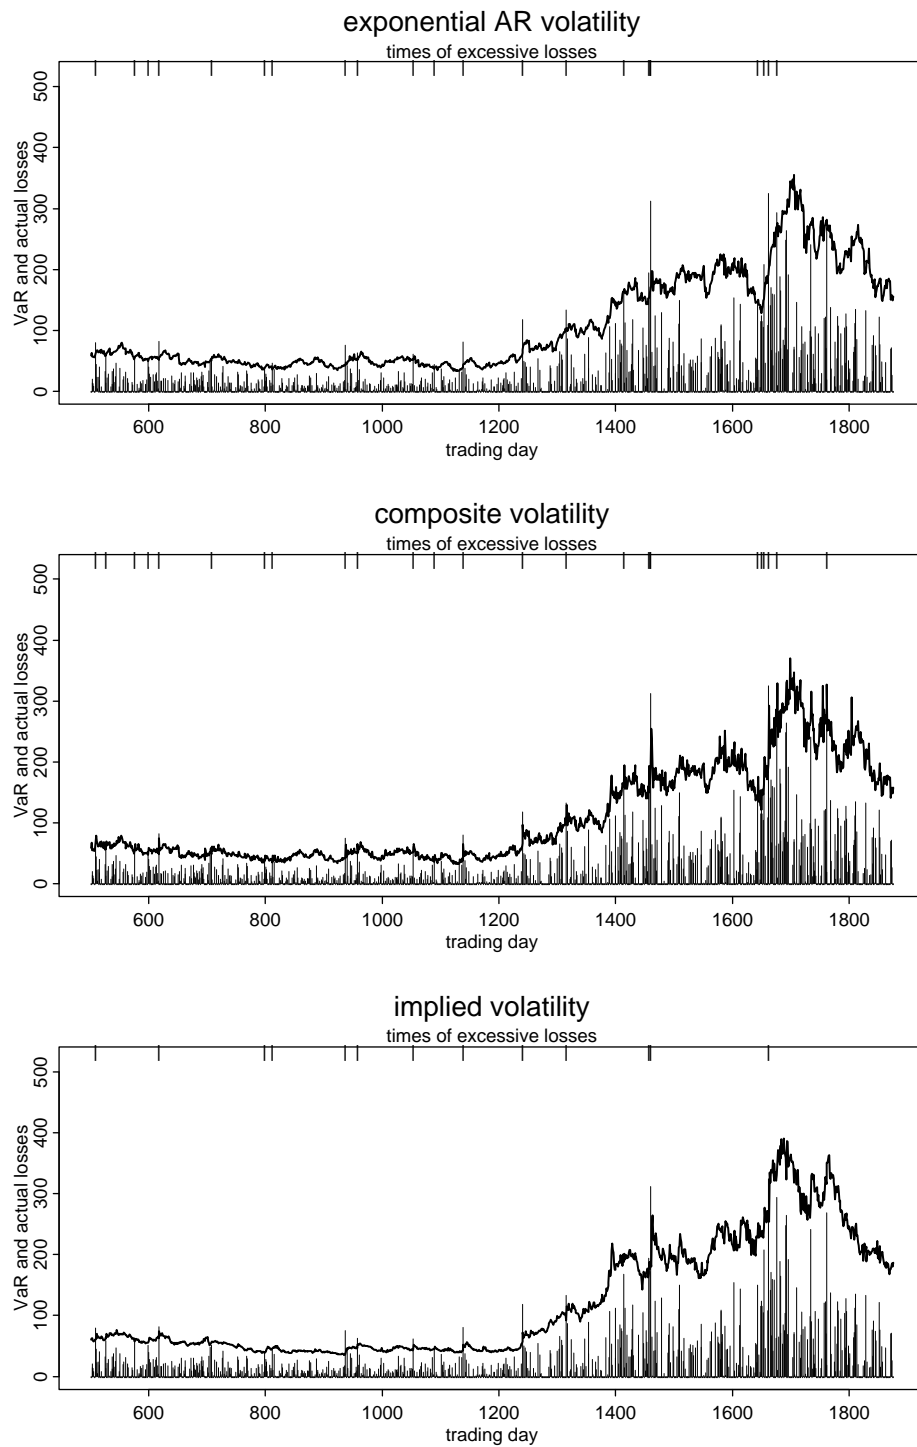 exponential AR volatility
times of excessive losses
VaR and actual losses
500
400
300
200
100
0
600 800 1000 1200 1400 1600 1800
trading day
composite volatility
times of excessive losses
VaR and actual losses
500
400
300
200
100
0
600 800 1000 1200 1400 1600 1800
trading day
implied volatility
times of excessive losses
VaR and actual losses
500
400
300
200
100
0
600 800 1000 1200 1400 1600 1800
trading day